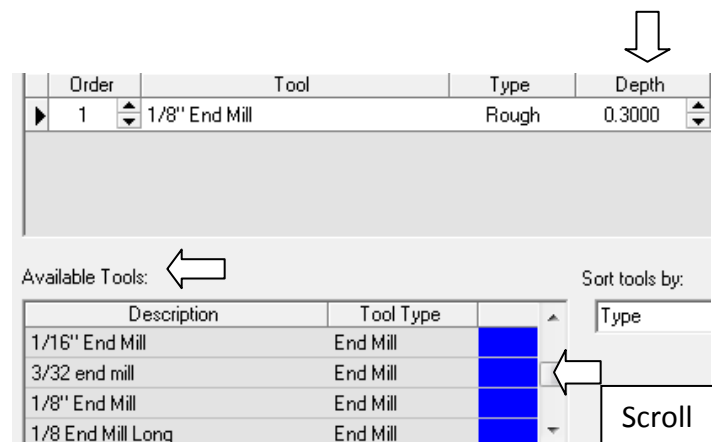 Order Tool Type Depth
1 1/8" End Mill Rough 0.3000
Available Tools:
Sort tools by:
Description Tool Type
Type
1/16" End Mill End Mill
3/32 end mill End Mill
1/8" End Mill End Mill
Scroll
1/8 End Mill Long End Mill